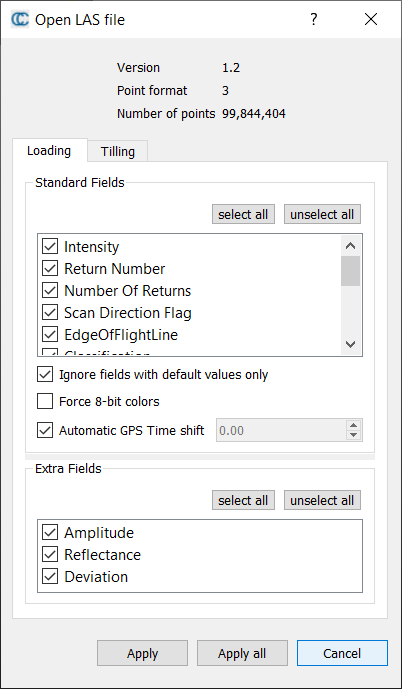 Open LAS file
Version 1.2
Point format 3
Number of points 99,844,404
Loading Tilling
Standard Fields
select all unselect all
Intensity
Return Number
Number Of Returns
Scan Direction Flag
EdgeOfFlightLine
Classification
Ignore fields with default values only
Force 8-bit colors
Automatic GPS Time shift 0.00
Extra Fields
select all unselect all
Amplitude
Reflectance
Deviation
Apply Apply all Cancel